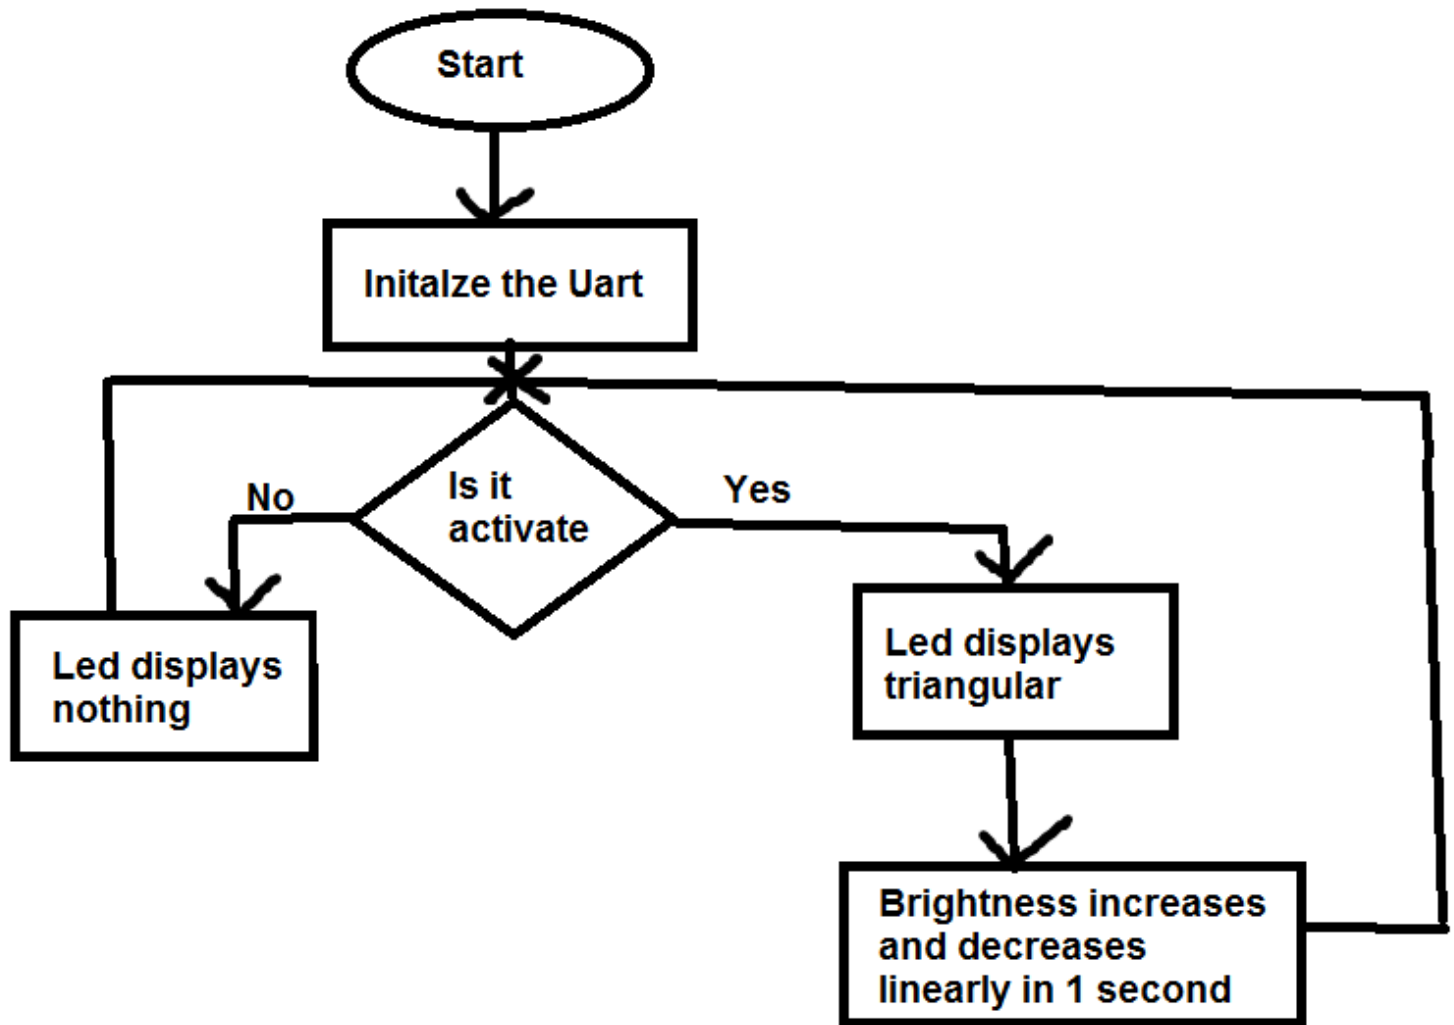 Start
Initalze the Uart
Is it
activate
No
Yes
Led displays
nothing
Led displays
triangular
Brightness increases
and decreases
linearly in 1 second